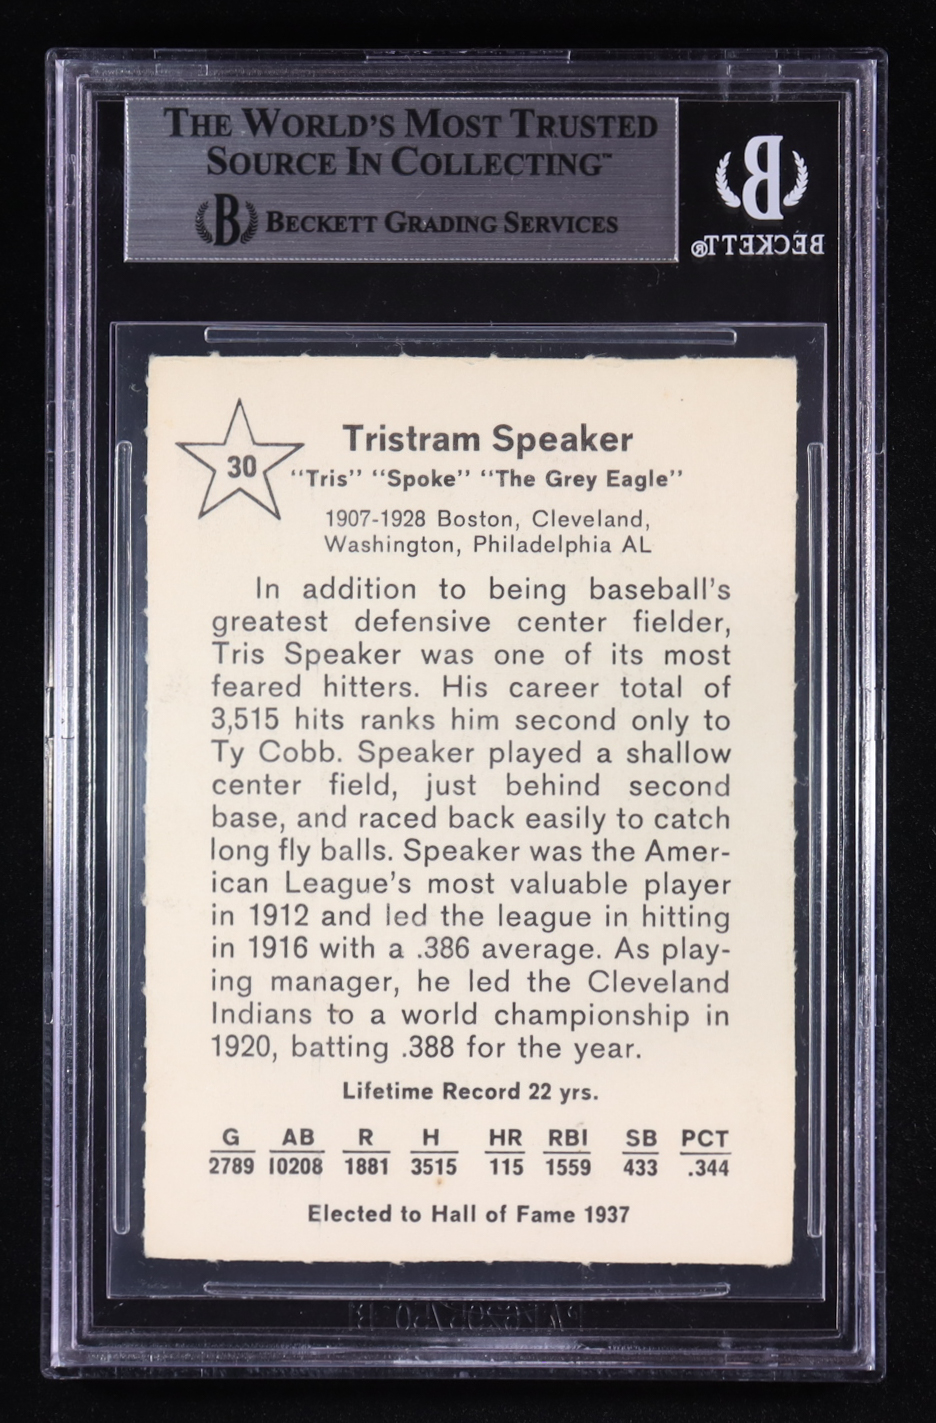 THE WORLD'S MOST TRUSTED
SOURCE IN COLLECTING™
B BECKETT GRADING SERVICES
B
BECKETT®
30
Tristram Speaker
"Tris" "Spoke" "The Grey Eagle"
1907-1928 Boston, Cleveland,
Washington, Philadelphia AL
In addition to being baseball's
greatest defensive center fielder,
Tris Speaker was one of its most
feared hitters. His career total of
3,515 hits ranks him second only to
Ty Cobb. Speaker played a shallow
center field, just behind second
base, and raced back easily to catch
long fly balls. Speaker was the Amer-
ican League's most valuable player
in 1912 and led the league in hitting
in 1916 with a .386 average. As play-
ing manager, he led the Cleveland
Indians to a world championship in
1920, batting .388 for the year.
Lifetime Record 22 yrs.
G AB R H HR RBI SB PCT
2789 10208 1881 3515 115 1559 433 .344
Elected to Hall of Fame 1937